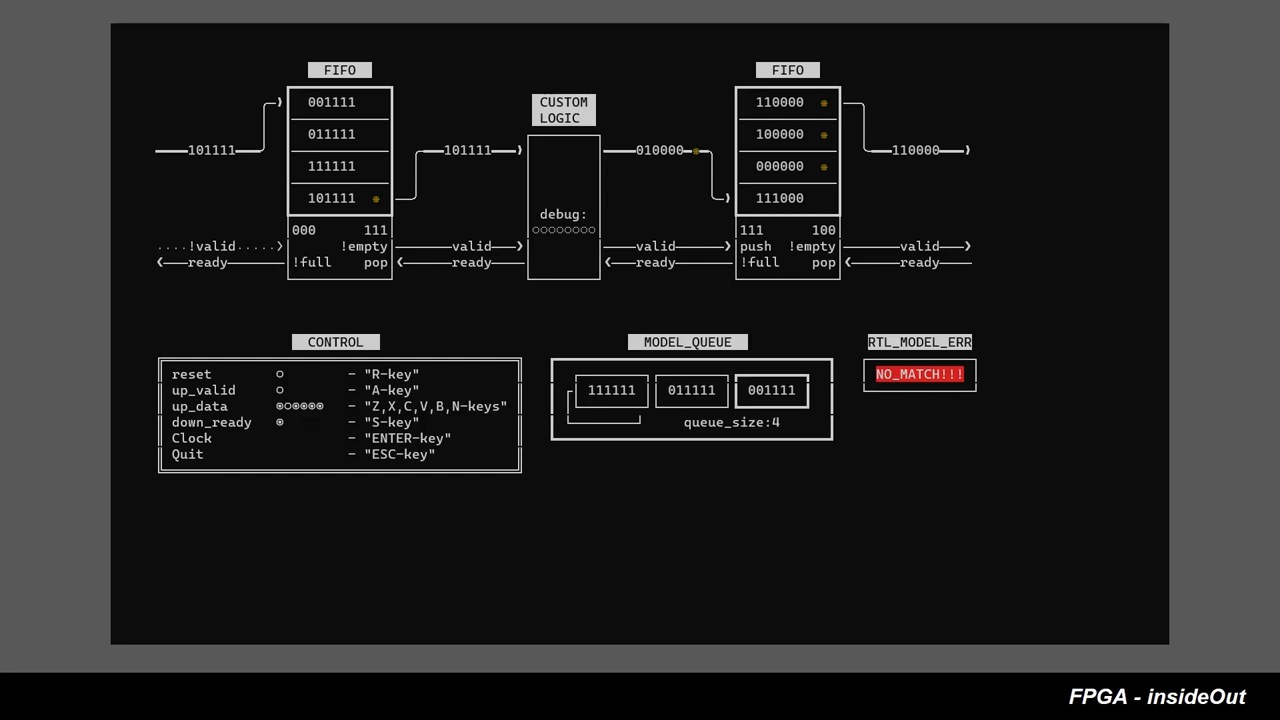 FIFO
FIFO
001111
110000
CUSTOM
LOGIC
011111
100000
101111
101111
010000
110000
111111
000000
101111
111000
debug:
000 111
111 100
!valid !empty valid valid push !empty valid
ready !full pop ready ready !full pop ready
CONTROL
MODEL_QUEUE
RTL_MODEL_ERR
reset - "R-key"
up_valid - "A-key"
up_data - "Z,X,C,V,B,N-keys"
down_ready - "S-key"
Clock - "ENTER-key"
Quit - "ESC-key"
111111 011111 001111
queue_size:4
NO_MATCH!!!
FPGA - insideOut